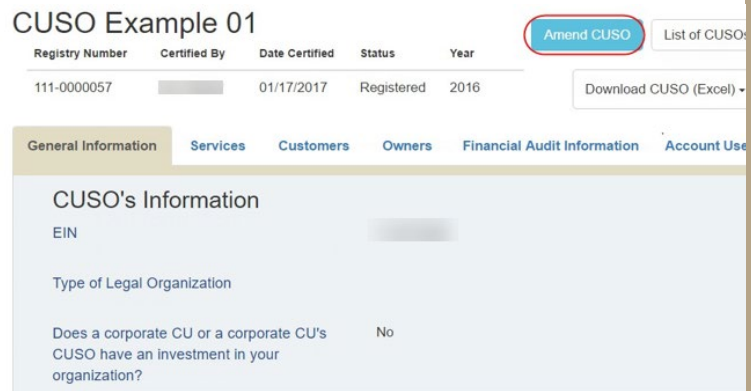 CUSO Example 01
Amend CUSO
List of CUSOs
Registry Number Certified By Date Certified Status Year
111-0000057 01/17/2017 Registered 2016
Download CUSO (Excel)
General Information Services Customers Owners Financial Audit Information Account Use
CUSO's Information
EIN
Type of Legal Organization
Does a corporate CU or a corporate CU's No
CUSO have an investment in your
organization?